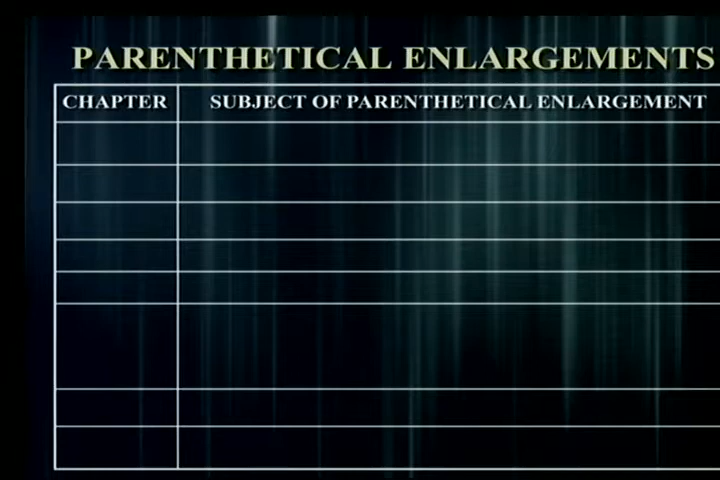 PARENTHETICAL ENLARGEMENTS
CHAPTER
SUBJECT OF PARENTHETICAL ENLARGEMENT